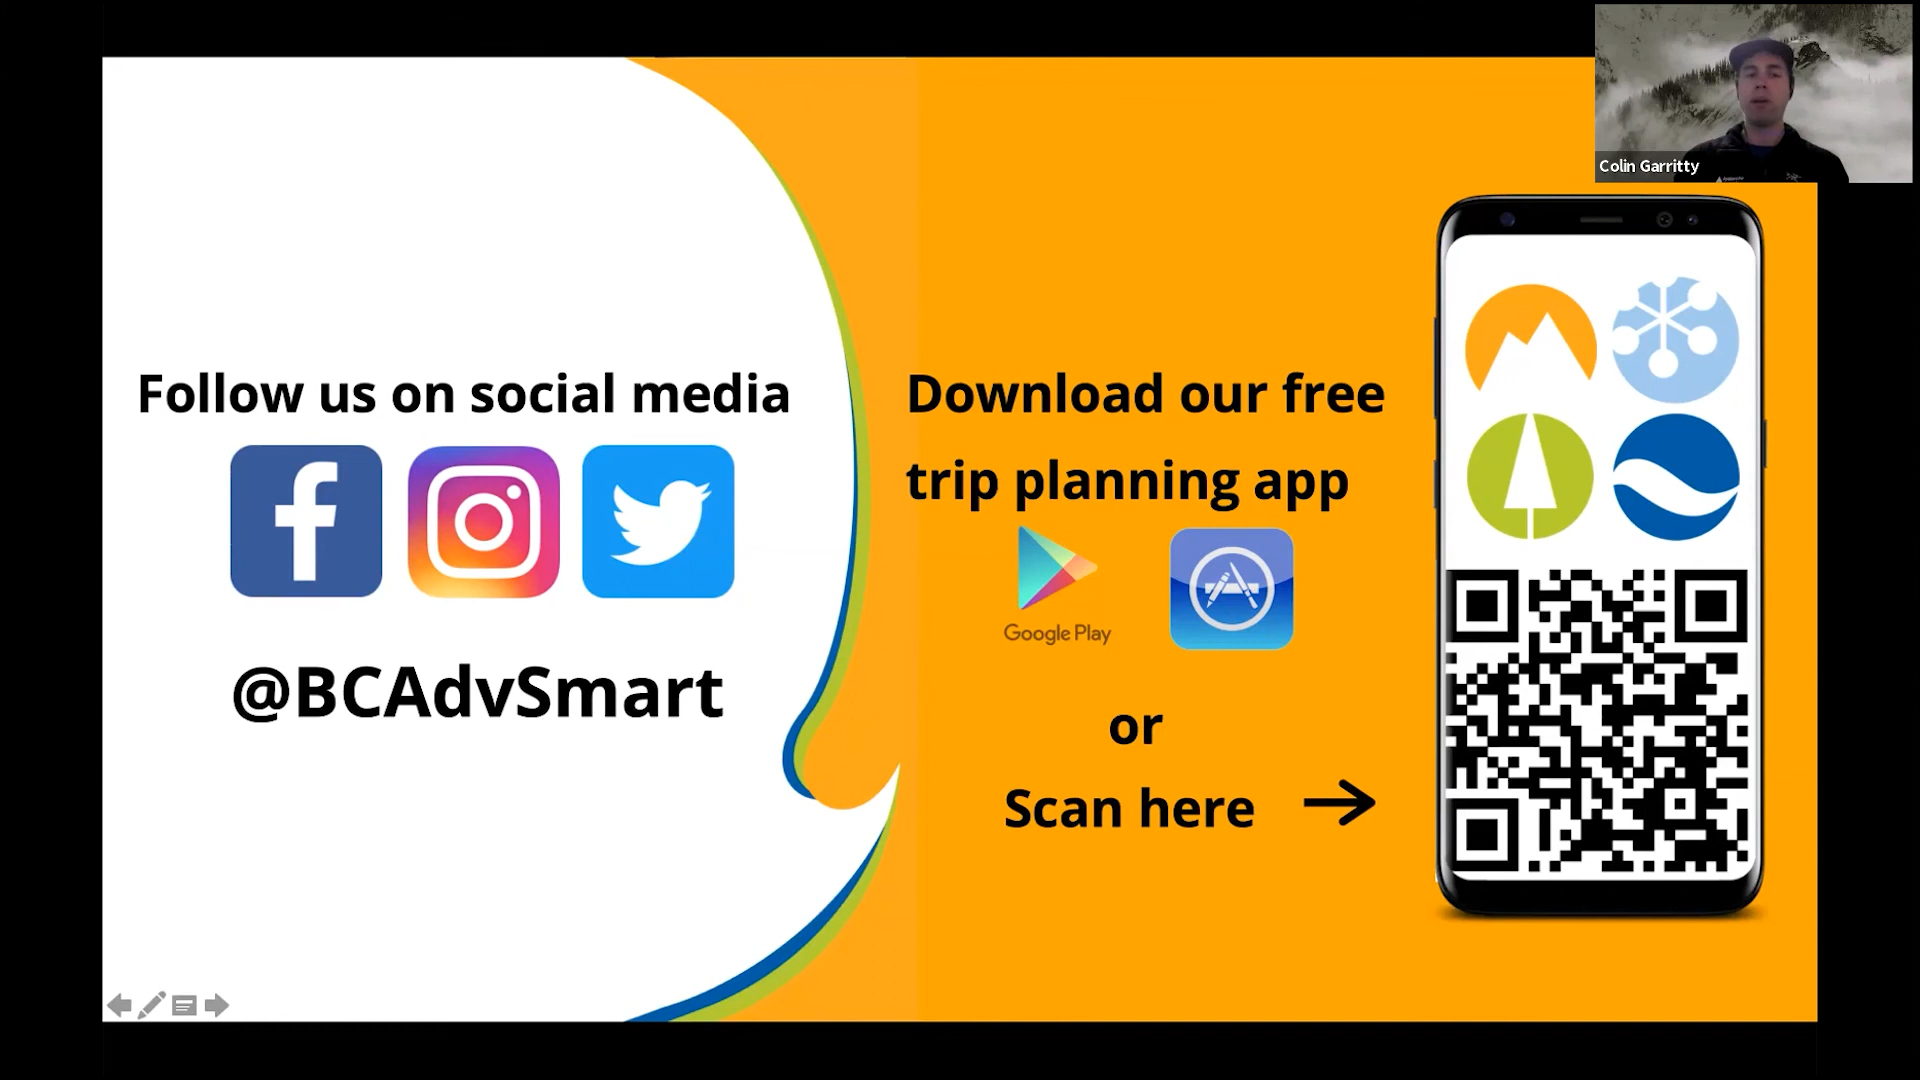 Colin Garritty
Follow us on social media
@BCAdvSmart
Download our free
trip planning app
Google Play
or
Scan here